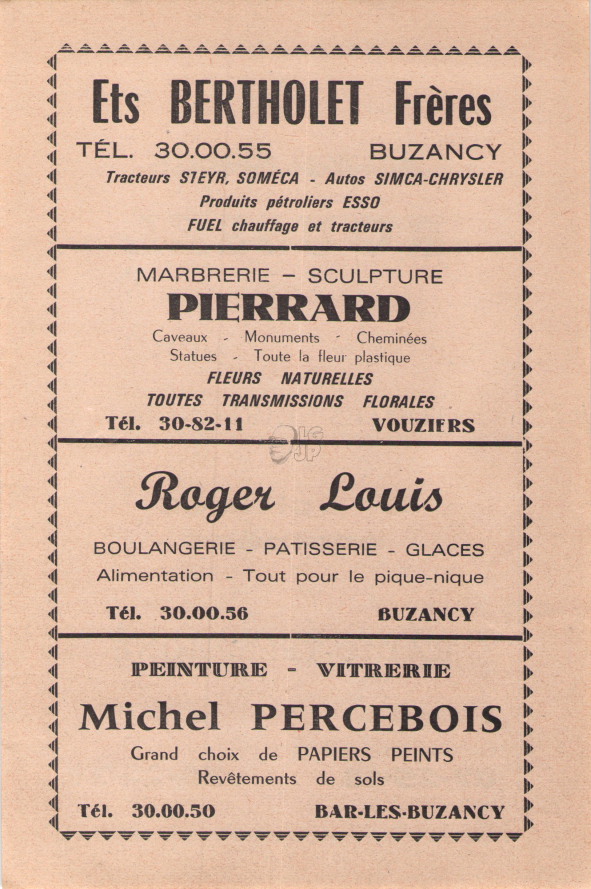 Ets BERTHOLET Frères
TÉL. 30.00.55 BUZANCY
Tracteurs STEYR, SOMÉCA - Autos SIMCA-CHRYSLER
Produits pétroliers ESSO
FUEL chauffage et tracteurs
MARBRERIE – SCULPTURE
PIERRARD
Caveaux - Monuments - Cheminées
Statues - Toute la fleur plastique
FLEURS NATURELLES
TOUTES TRANSMISSIONS FLORALES
Tél. 30-82-11 VOUZIERS
Roger Louis
BOULANGERIE - PATISSERIE - GLACES
Alimentation - Tout pour le pique-nique
Tél. 30.00.56 BUZANCY
PEINTURE - VITRERIE
Michel PERCEBOIS
Grand choix de PAPIERS PEINTS
Revêtements de sols
Tél. 30.00.50 BAR-LES-BUZANCY